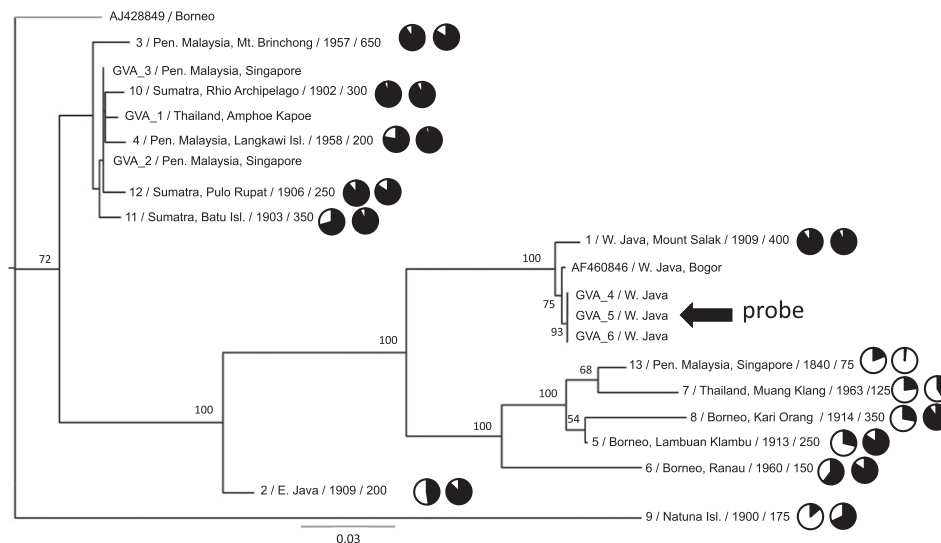 AJ428849 / Borneo
3 / Pen. Malaysia, Mt. Brinchong / 1957 / 650
GVA_3 / Pen. Malaysia, Singapore
10 / Sumatra, Rhio Archipelago / 1902 / 300
GVA_1 / Thailand, Amphoe Kapoe
4 / Pen. Malaysia, Langkawi Isl. / 1958 / 200
GVA_2 / Pen. Malaysia, Singapore
12 / Sumatra, Pulo Rupat / 1906 / 250
11 / Sumatra, Batu Isl. / 1903 / 350
72
1 / W. Java, Mount Salak / 1909 / 400
100
AF460846 / W. Java, Bogor
GVA_4 / W. Java
75
GVA_5 / W. Java
probe
93
GVA_6 / W. Java
100
13 / Pen. Malaysia, Singapore / 1840 / 75
68
7 / Thailand, Muang Klang / 1963 /125
100
8 / Borneo, Kari Orang / 1914 / 350
54
100
100
5 / Borneo, Lambuan Klambu / 1913 / 250
6 / Borneo, Ranau / 1960 / 150
2 / E. Java / 1909 / 200
9 / Natuna Isl. / 1900 / 175
0.03